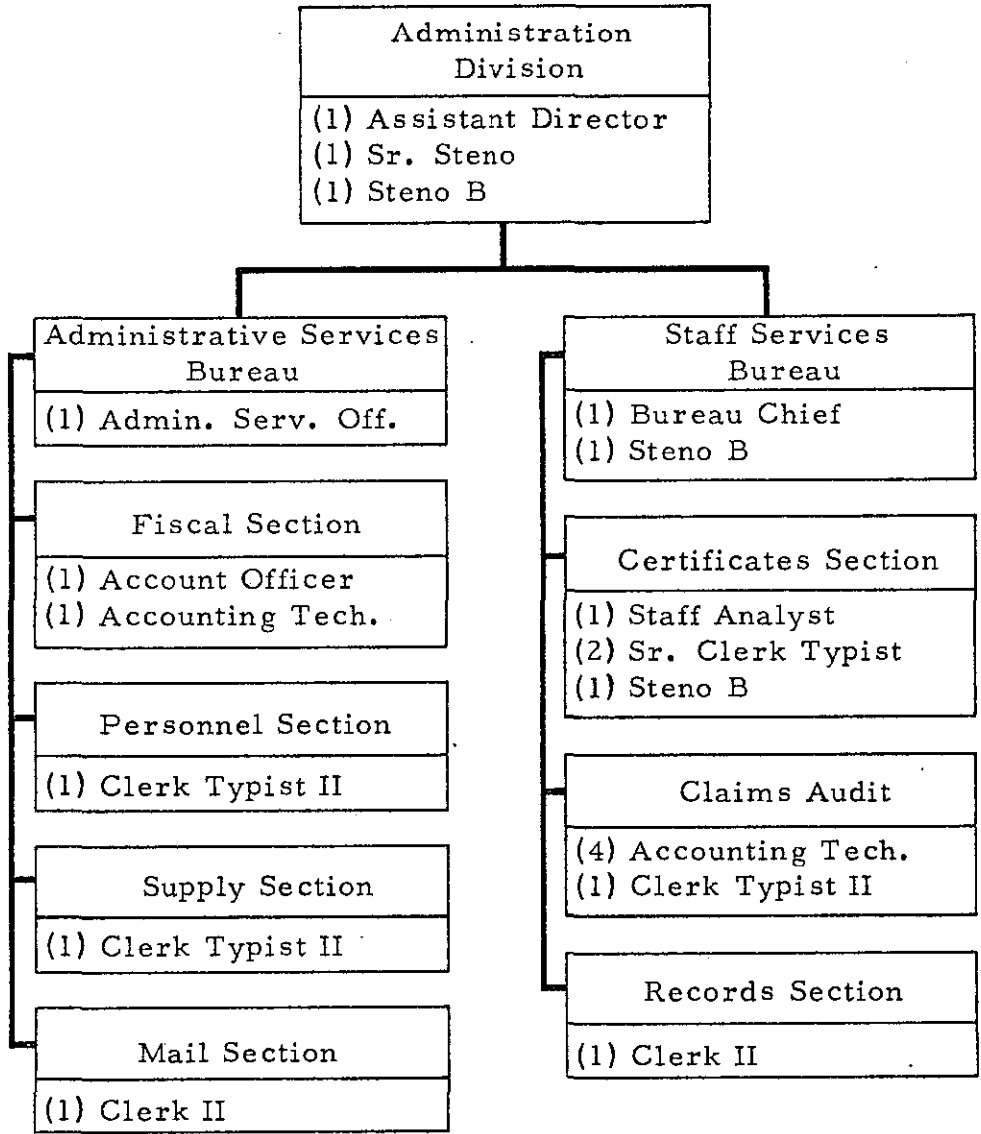 Administration
Division
(1) Assistant Director
(1) Sr. Steno
(1) Steno B
Administrative Services
Bureau
(1) Admin. Serv. Off.
Fiscal Section
(1) Account Officer
(1) Accounting Tech.
Personnel Section
(1) Clerk Typist II
Supply Section
(1) Clerk Typist II
Mail Section
(1) Clerk II
Staff Services
Bureau
(1) Bureau Chief
(1) Steno B
Certificates Section
(1) Staff Analyst
(2) Sr. Clerk Typist
(1) Steno B
Claims Audit
(4) Accounting Tech.
(1) Clerk Typist II
Records Section
(1) Clerk II